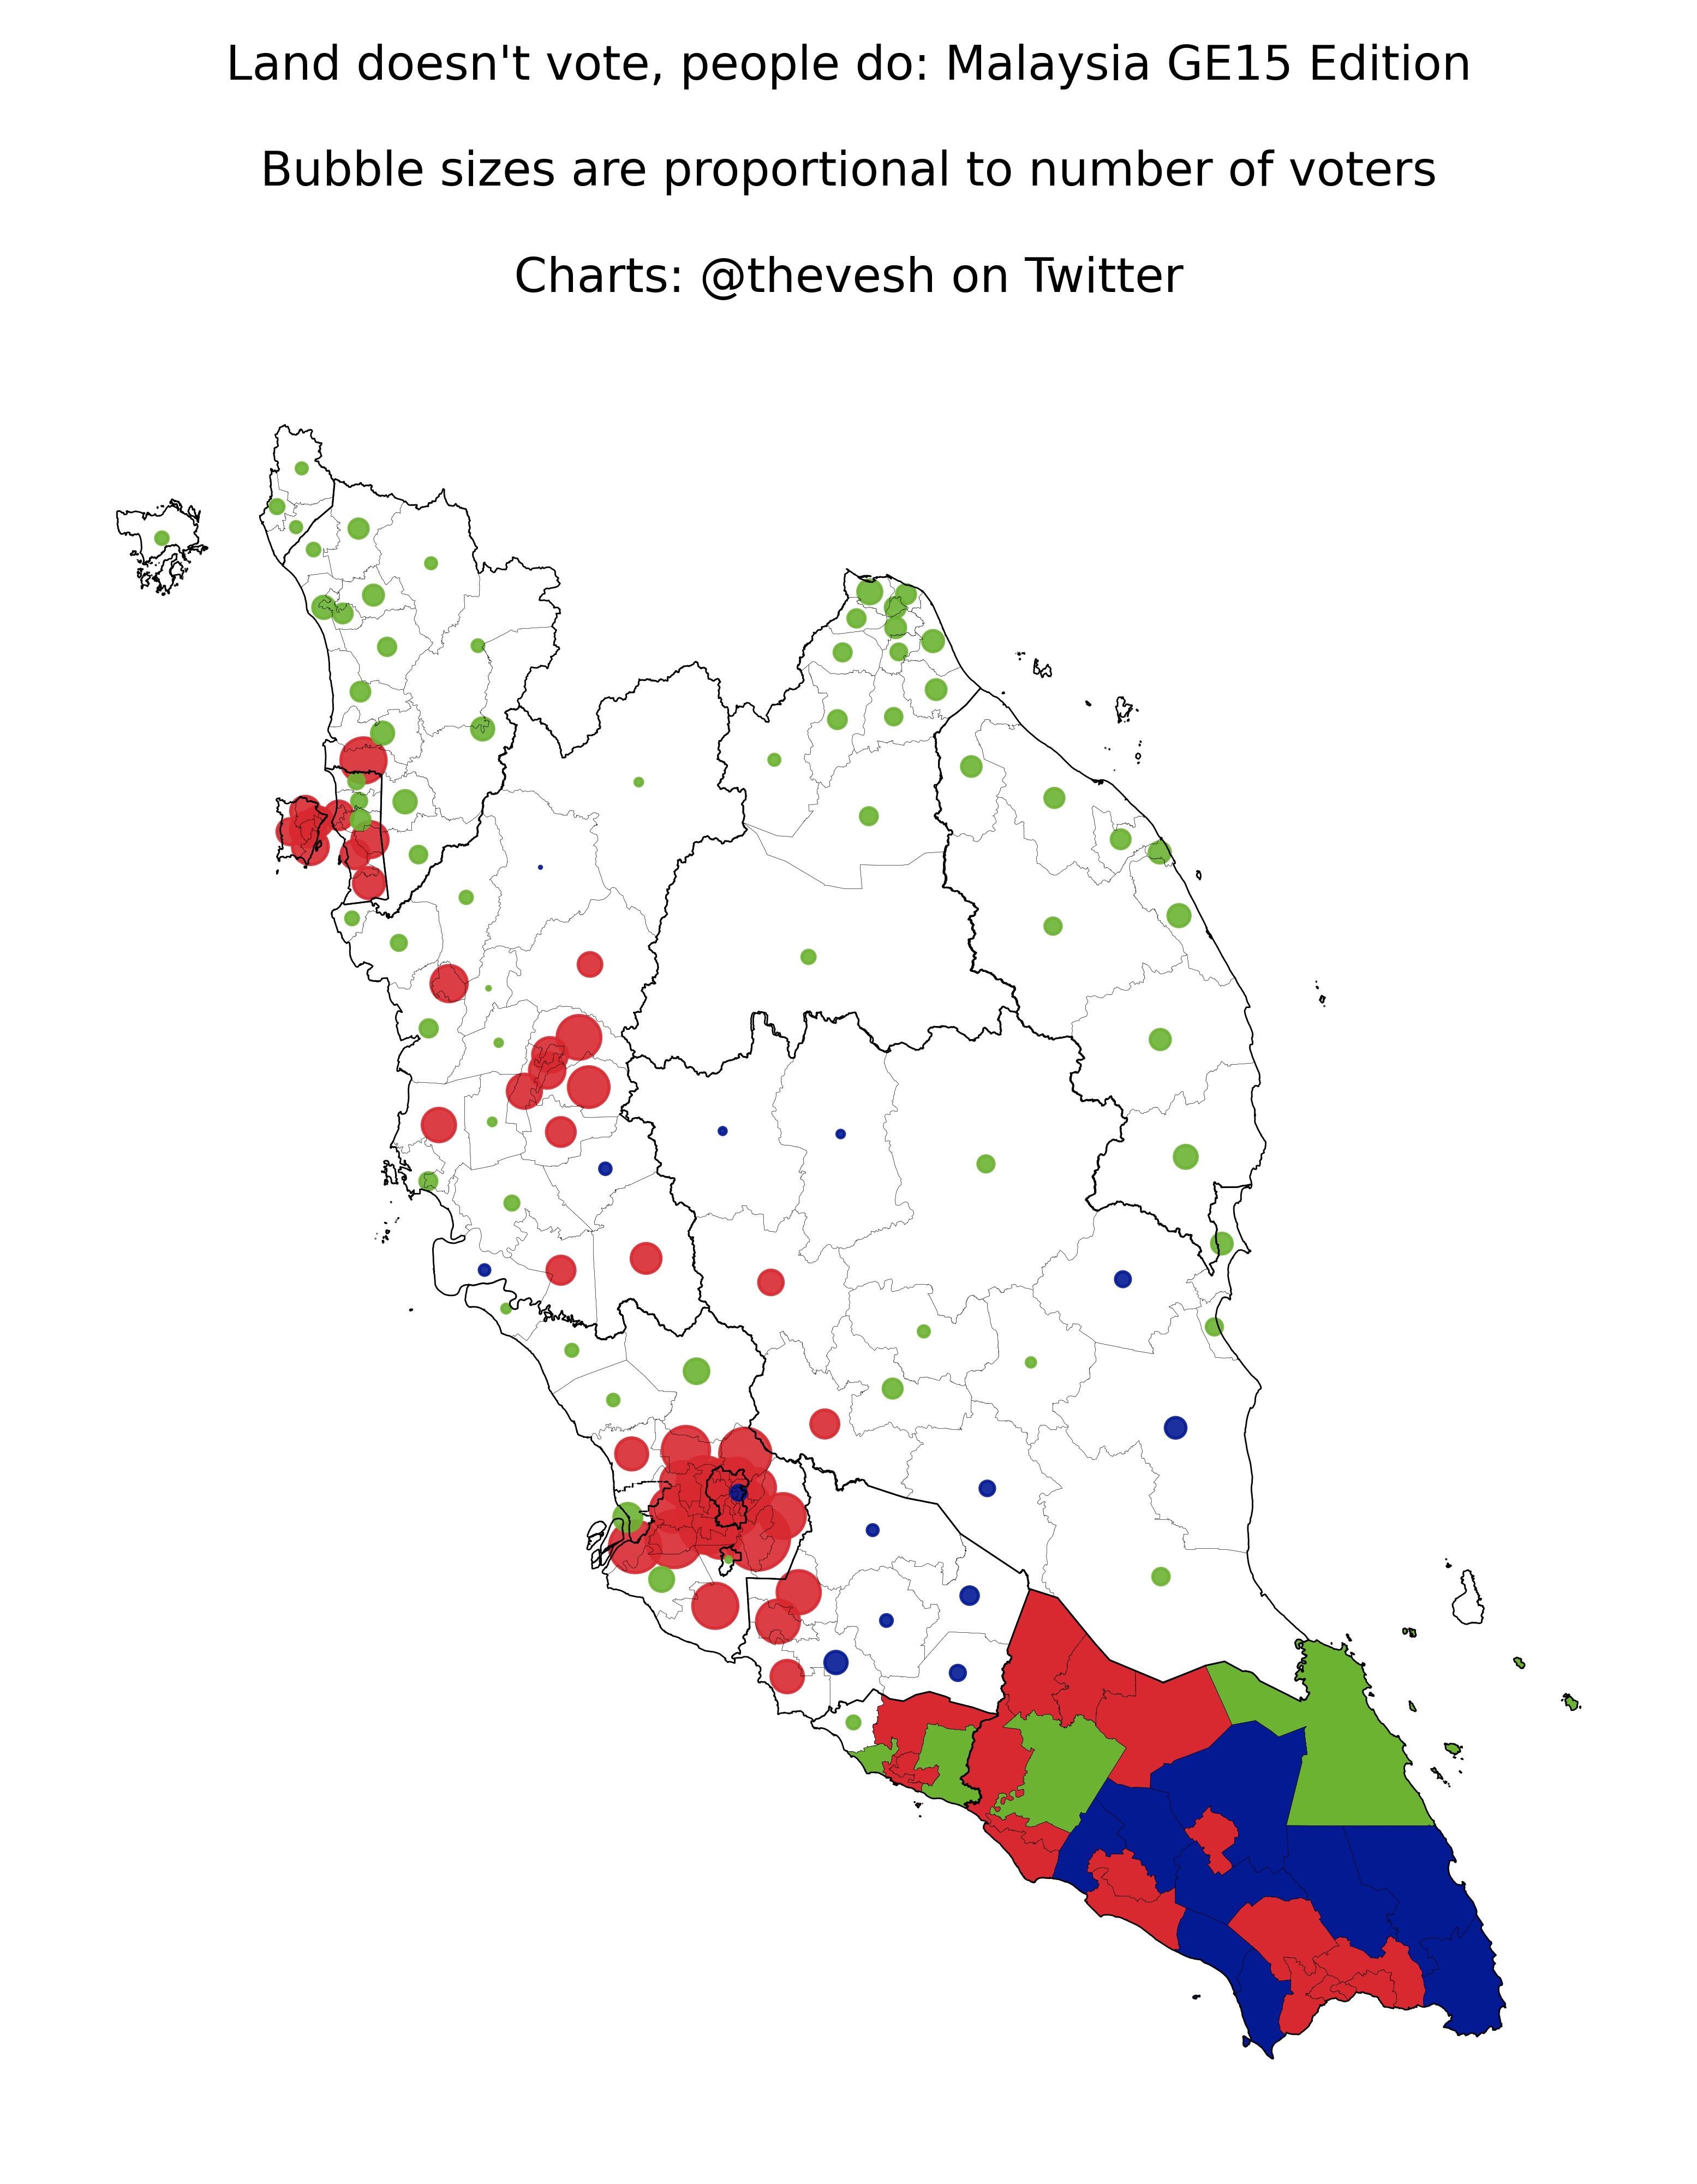 Land doesn't vote, people do: Malaysia GE15 Edition
Bubble sizes are proportional to number of voters
Charts: @thevesh on Twitter